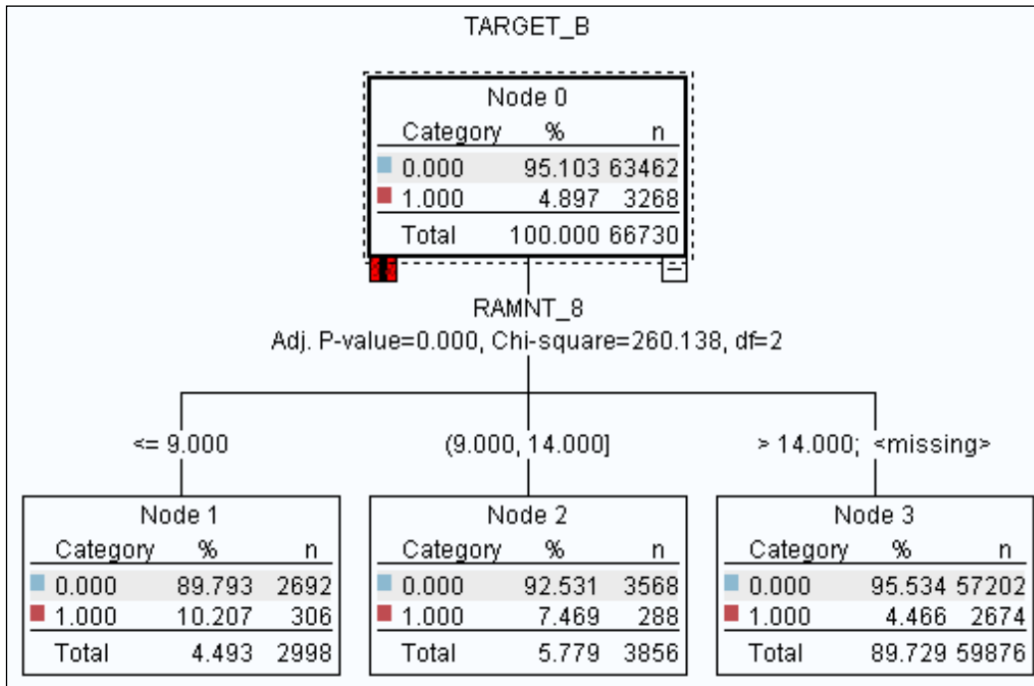 TARGET_B
Node 0
Category % n
0.000 95.103 63462
1.000 4.897 3268
Total 100.000 66730
RAMNT_8
Adj. P-value=0.000, Chi-square=260.138, df=2
<= 9.000
(9.000, 14.000]
> 14.000; <missing>
Node 1
Category % n
0.000 89.793 2692
1.000 10.207 306
Total 4.493 2998
Node 2
Category % n
0.000 92.531 3568
1.000 7.469 288
Total 5.779 3856
Node 3
Category % n
0.000 95.534 57202
1.000 4.466 2674
Total 89.729 59876